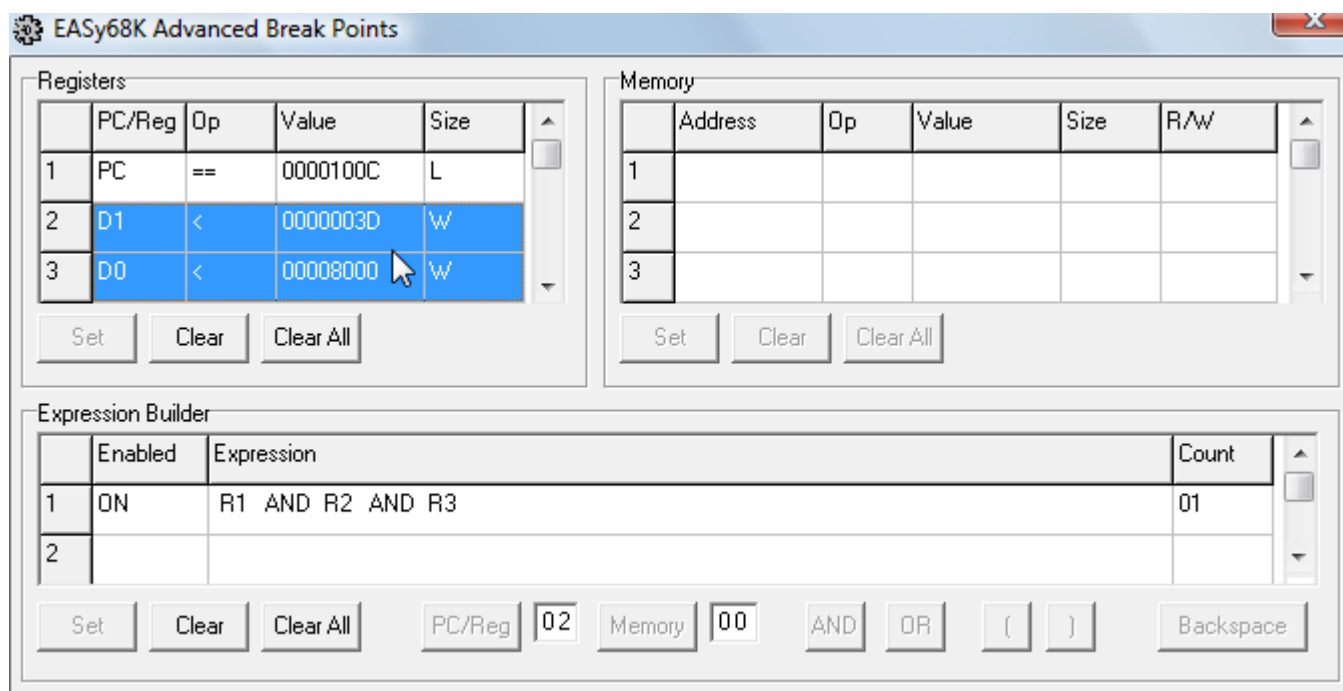 EASy68K Advanced Break Points
X
Registers
PC/Reg Op Value Size
1 PC == 0000100C L
2 D1 < 0000003D W
3 D0 < 00008000 W
Set Clear Clear All
Memory
Address Op Value Size R/W
1
2
3
Set Clear Clear All
Expression Builder
Enabled Expression Count
1 ON R1 AND R2 AND R3 01
2
Set Clear Clear All PC/Reg 02 Memory 00 AND OR ( ) Backspace